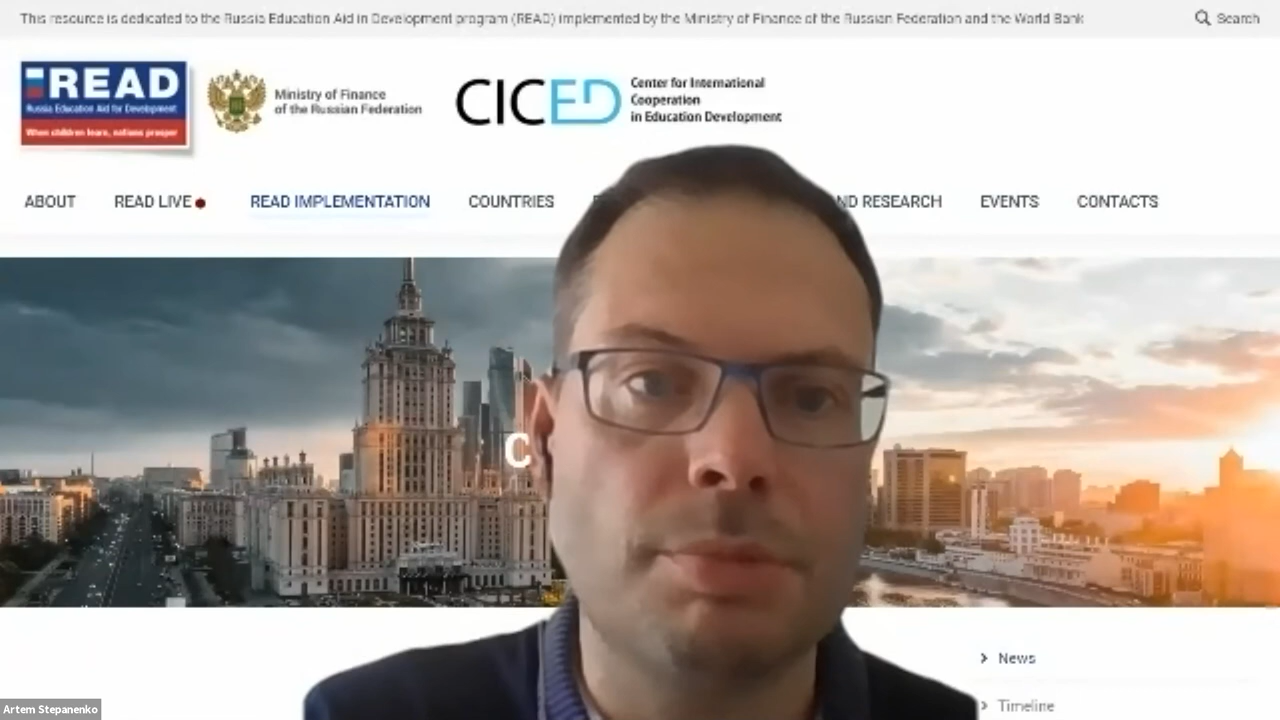 This resource is dedicated to the Russia Education Aid in Development program (READ) implemented by the Ministry of Finance of the Russian Federation and the World Bank
Search
READ
Russia Education Aid for Development
When children learn, nations prosper
Ministry of Finance
of the Russian Federation
CICED
Center for International
Cooperation
in Education Development
ABOUT READ LIVE READ IMPLEMENTATION COUNTRIES RESEARCH EVENTS CONTACTS
C
News
Timeline
Artem Stepanenko